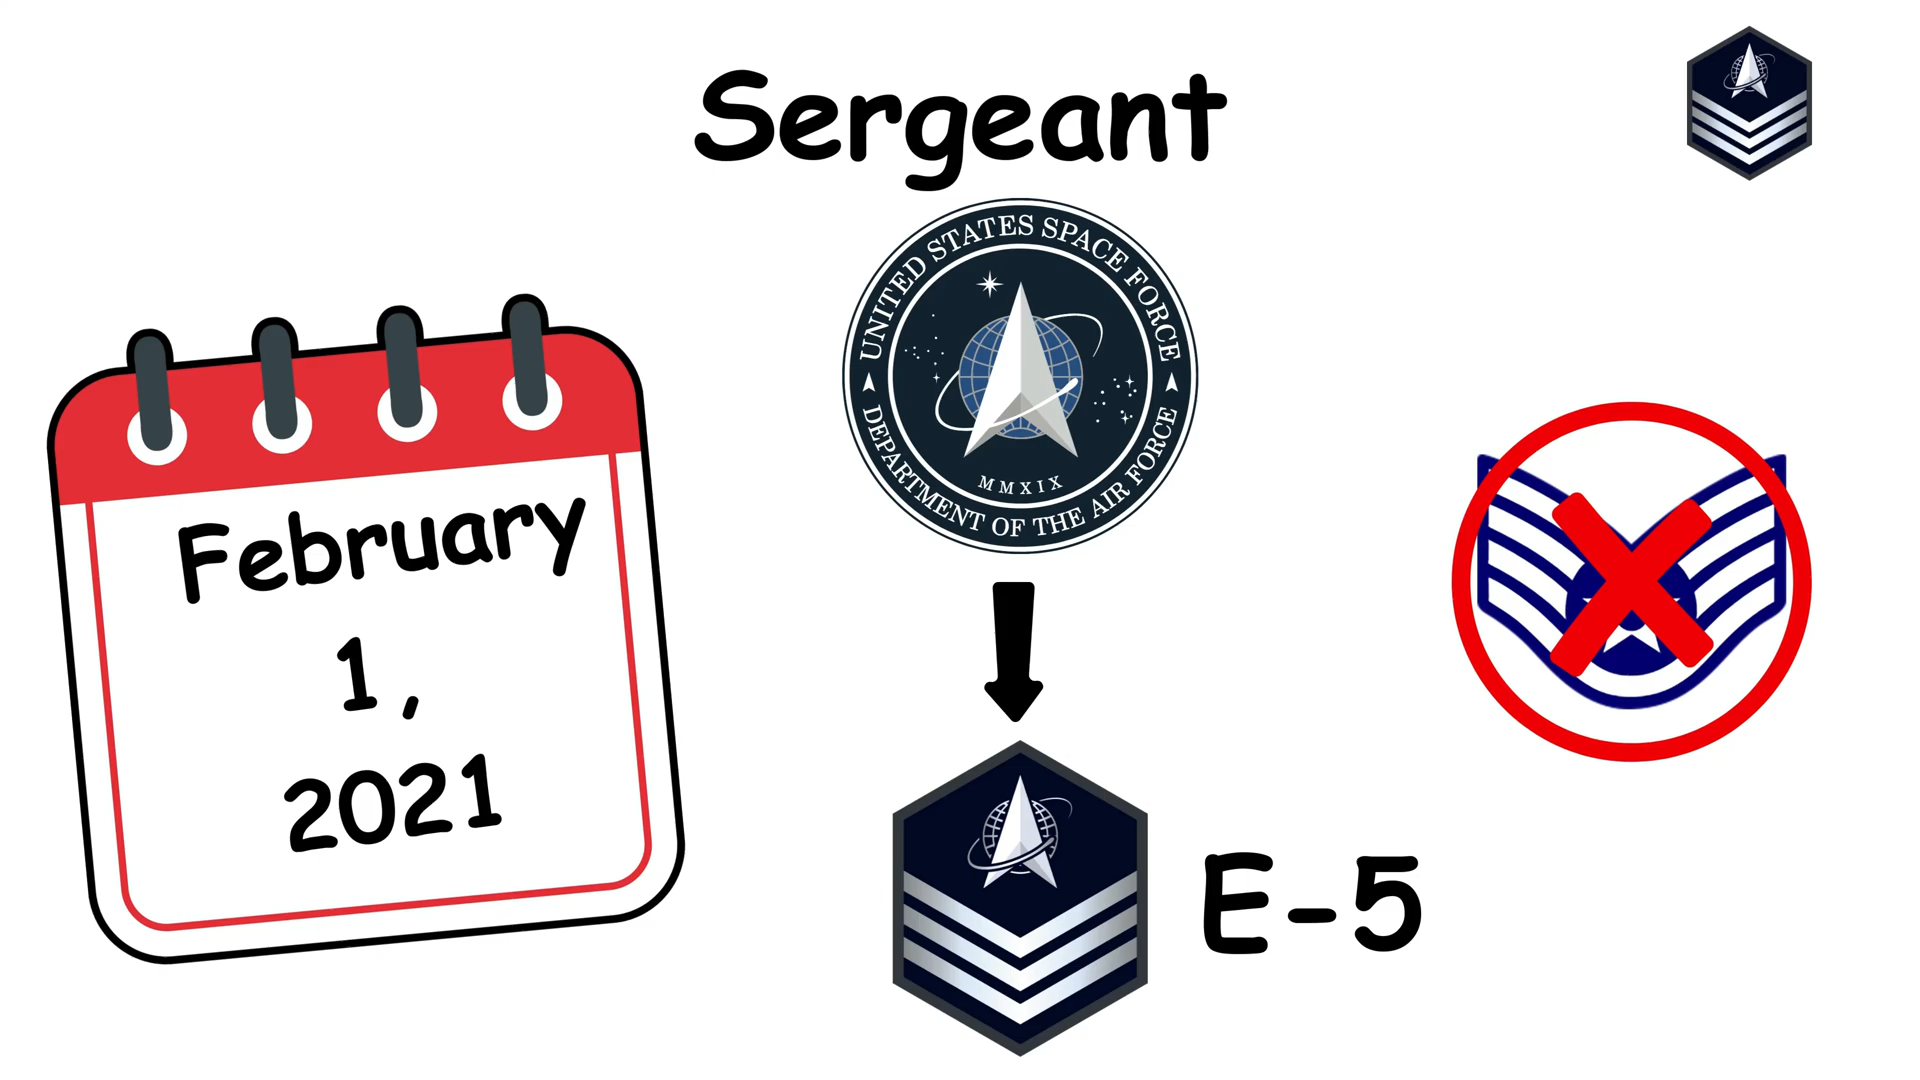 Sergeant
UNITED STATES SPACE FORCE
MMXIX
DEPARTMENT OF THE AIR FORCE
February
1,
2021
E-5